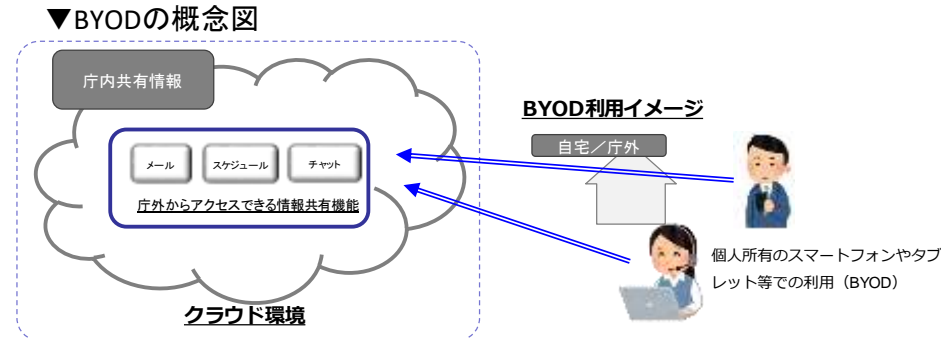 ▼BYODの概念図
庁内共有情報
メール
スケジュール
チャット
庁外からアクセスできる情報共有機能
クラウド環境
BYOD利用イメージ
自宅／庁外
個人所有のスマートフォンやタブ
レット等での利用（BYOD）